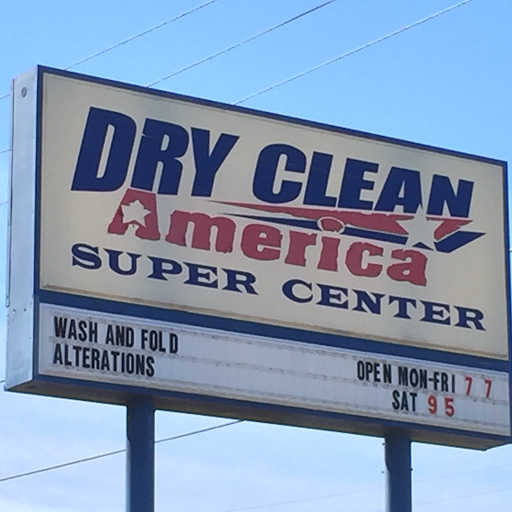 DRY CLEAN
America
SUPER CENTER
WASH AND FOLD
ALTERATIONS
OPEN MON-FRI 7 7
SAT 9 5